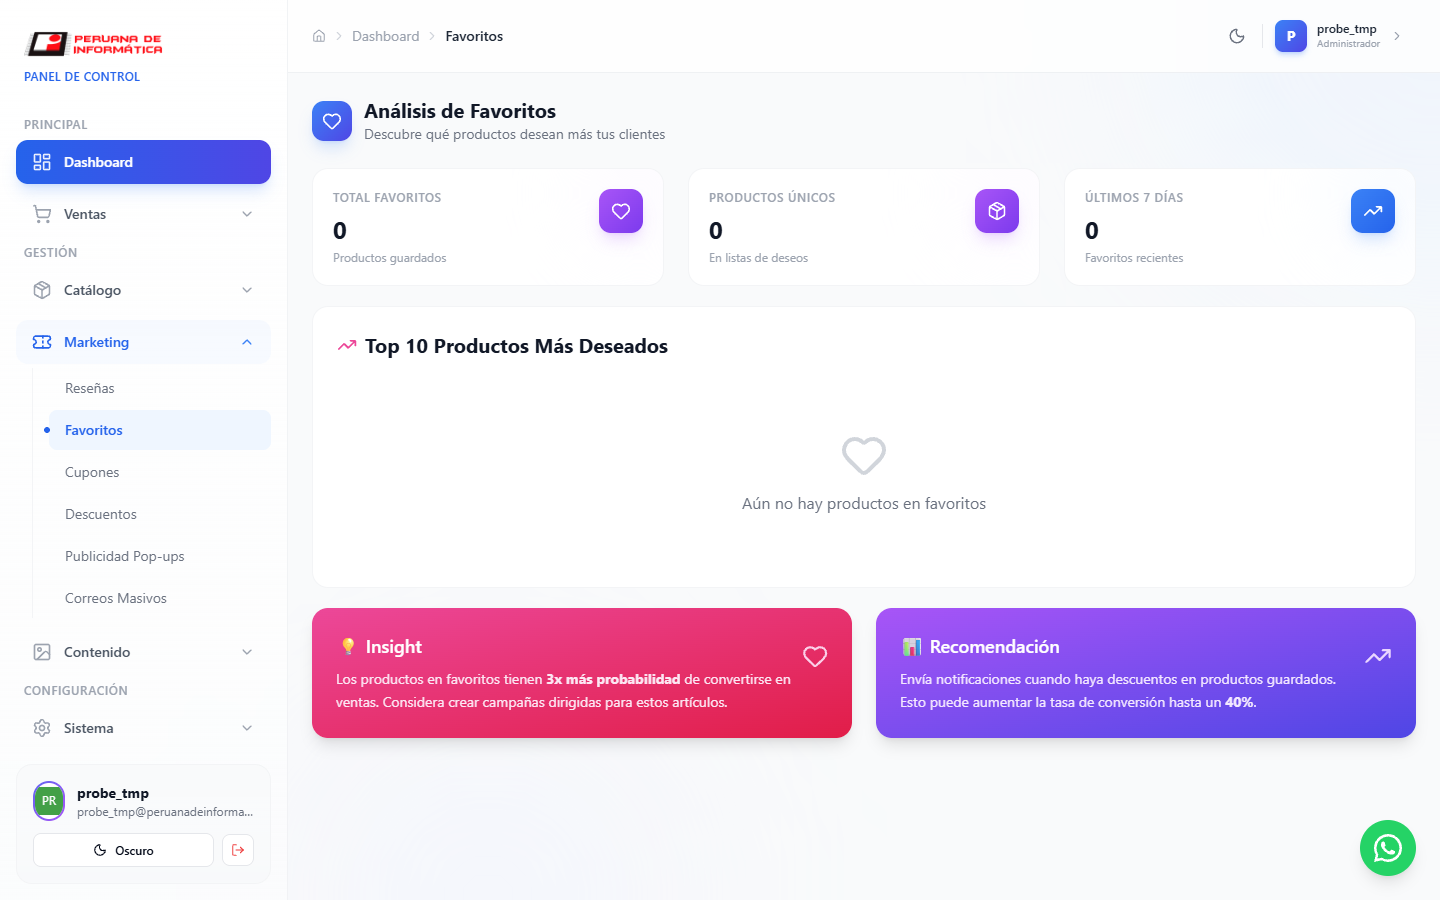 PERUANA DE
INFORMÁTICA
PANEL DE CONTROL
PRINCIPAL
Dashboard
Ventas
GESTIÓN
Catálogo
Marketing
Reseñas
Favoritos
Cupones
Descuentos
Publicidad Pop-ups
Correos Masivos
Contenido
CONFIGURACIÓN
Sistema
PR
probe_tmp
probe_tmp@peruanadeinforma...
Oscuro
Dashboard
Favoritos
P
probe_tmp
Administrador
Análisis de Favoritos
Descubre qué productos desean más tus clientes
TOTAL FAVORITOS
0
Productos guardados
PRODUCTOS ÚNICOS
0
En listas de deseos
ÚLTIMOS 7 DÍAS
0
Favoritos recientes
Top 10 Productos Más Deseados
Aún no hay productos en favoritos
💡 Insight
Los productos en favoritos tienen 3x más probabilidad de convertirse en
ventas. Considera crear campañas dirigidas para estos artículos.
📊 Recomendación
Envía notificaciones cuando haya descuentos en productos guardados.
Esto puede aumentar la tasa de conversión hasta un 40%.